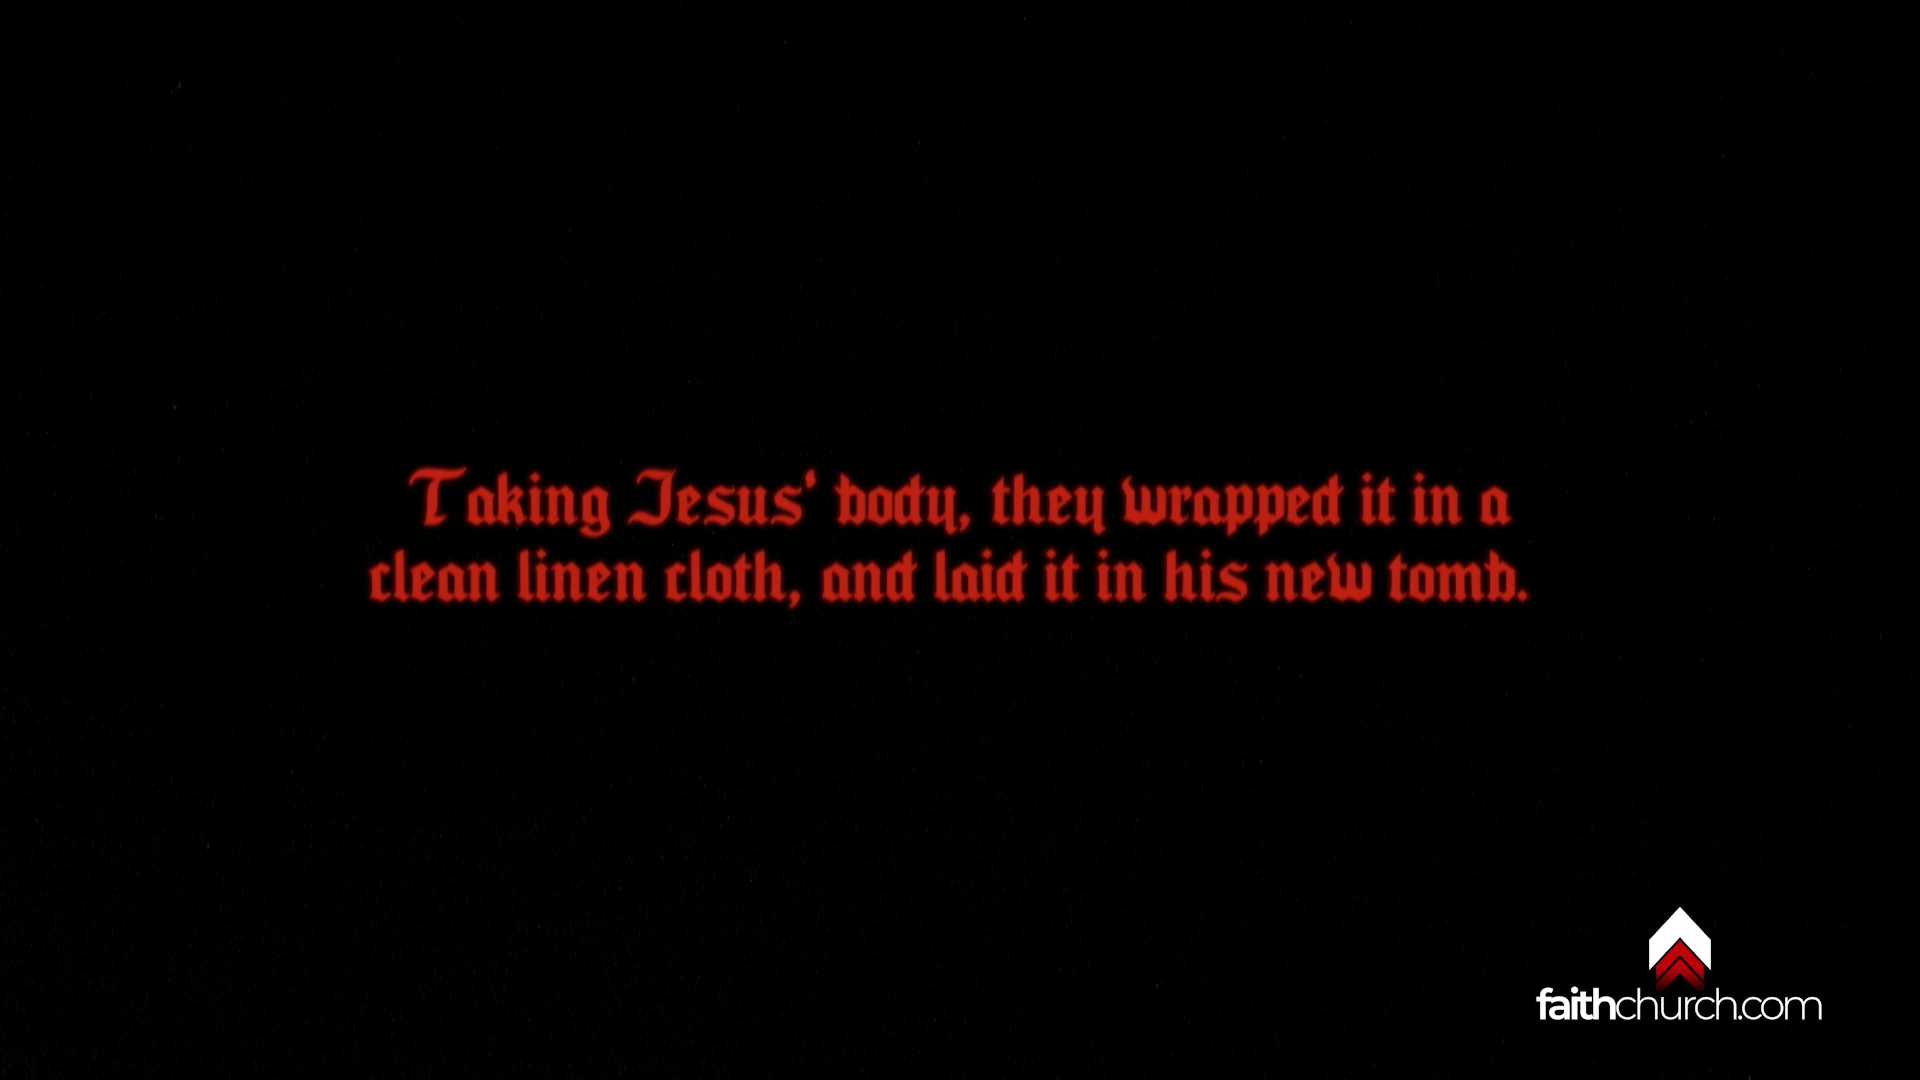 Taking Jesus' body, they wrapped it in a
clean linen cloth, and laid it in his new tomb.
faithchurch.com